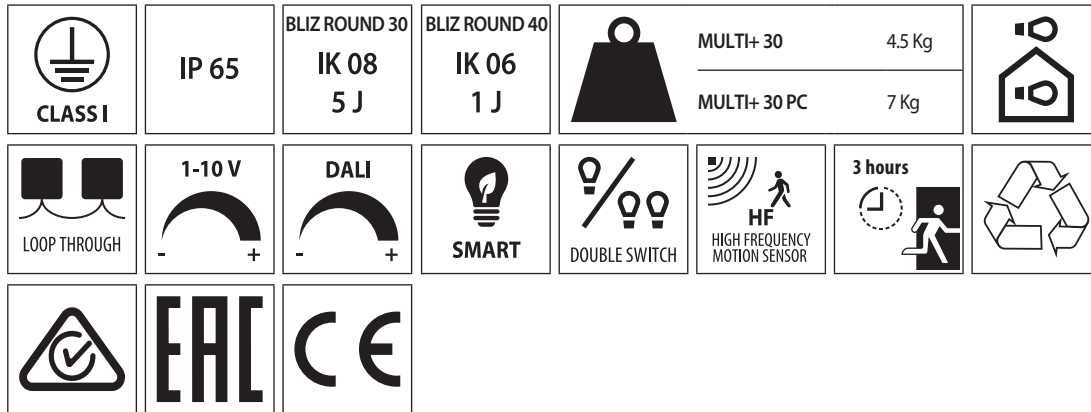 CLASS I
IP 65
BLIZ ROUND 30
IK 08
5 J
BLIZ ROUND 40
IK 06
1 J
MULTI+ 30 4.5 Kg
MULTI+ 30 PC 7 Kg
LOOP THROUGH
1-10 V
- +
DALI
- +
SMART
DOUBLE SWITCH
HF
HIGH FREQUENCY
MOTION SENSOR
3 hours
EAC
CE